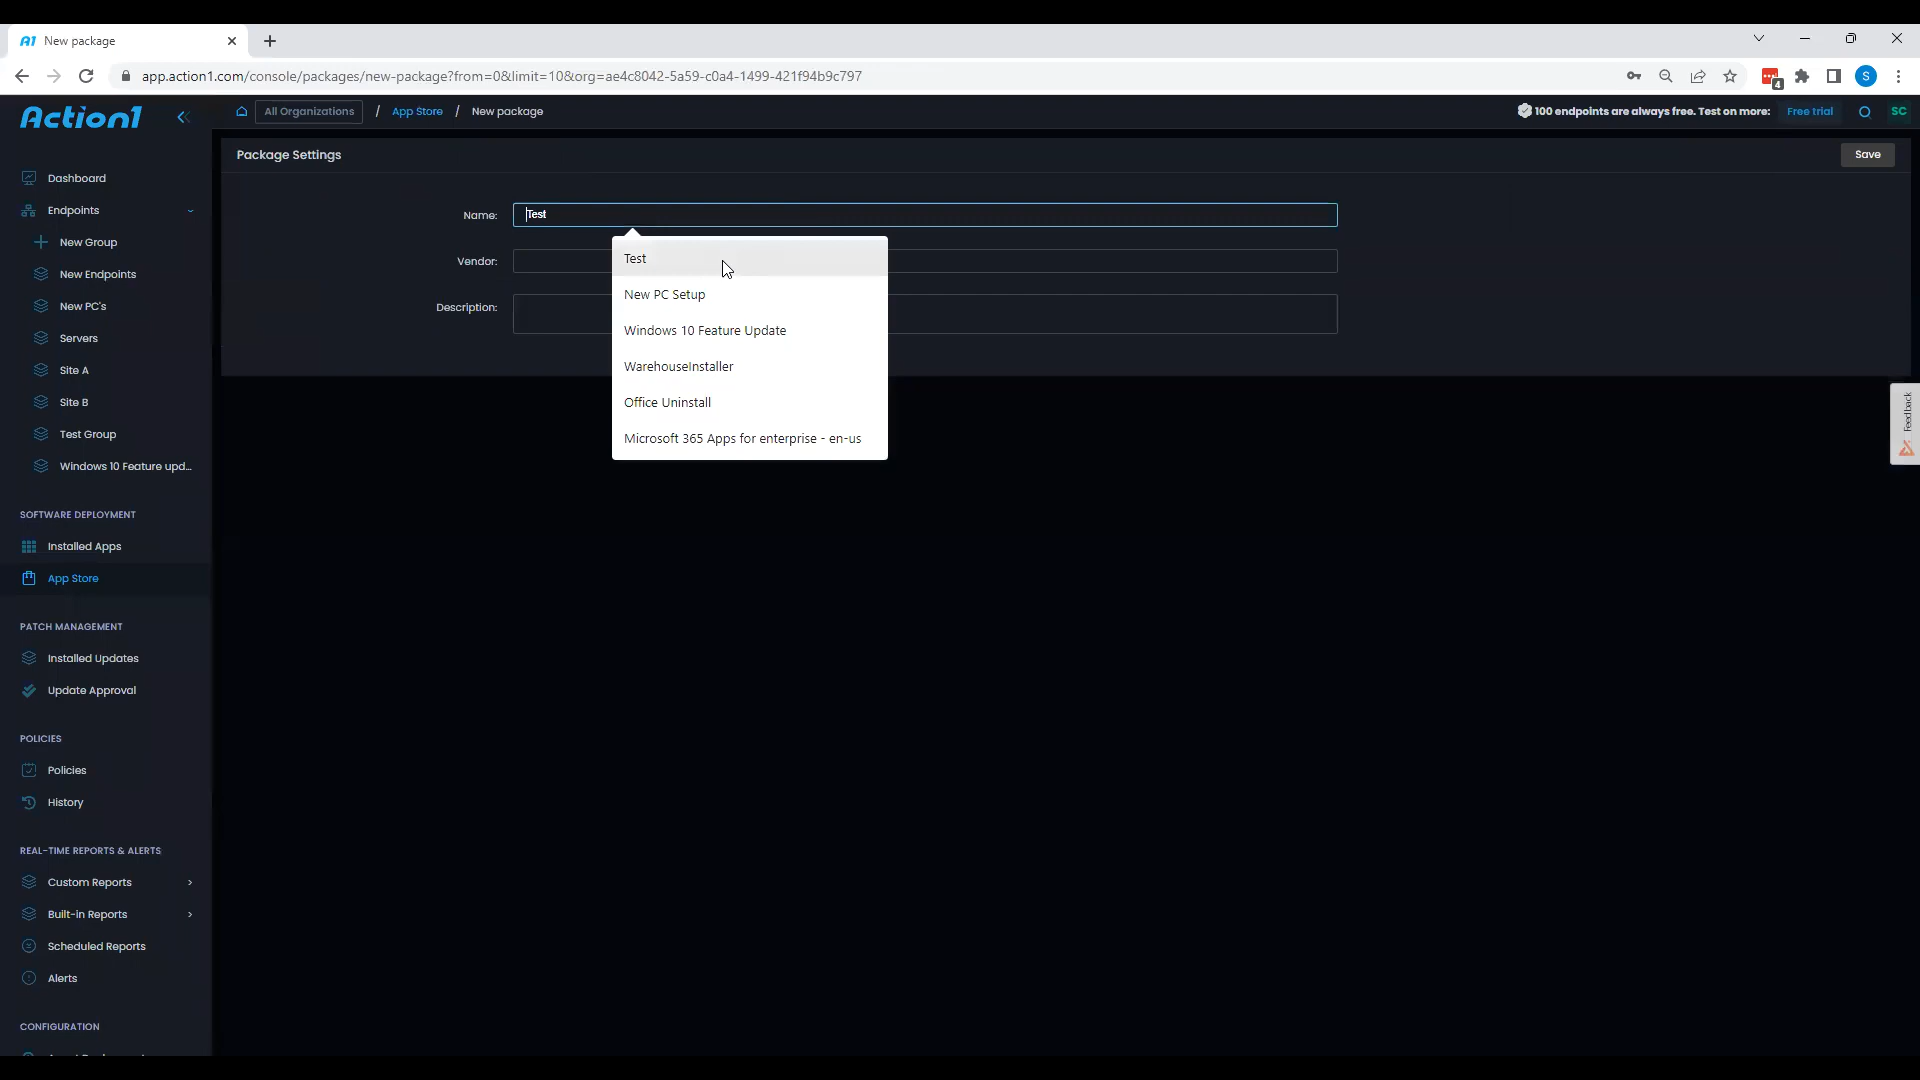 A1 New package
app.action1.com/console/packages/new-package?from=0&limit=10&org=ae4c8042-5a59-c0a4-1499-421f94b9c797
4
S
Action1
All Organizations / App Store / New package
100 endpoints are always free. Test on more: Free trial
SC
Package Settings
Save
Name: Test
Vendor:
Description:
Test
New PC Setup
Windows 10 Feature Update
WarehouseInstaller
Office Uninstall
Microsoft 365 Apps for enterprise - en-us
Feedback
Dashboard
Endpoints
New Group
New Endpoints
New PC's
Servers
Site A
Site B
Test Group
Windows 10 Feature upd...
SOFTWARE DEPLOYMENT
Installed Apps
App Store
PATCH MANAGEMENT
Installed Updates
Update Approval
POLICIES
Policies
History
REAL-TIME REPORTS & ALERTS
Custom Reports
Built-in Reports
Scheduled Reports
Alerts
CONFIGURATION